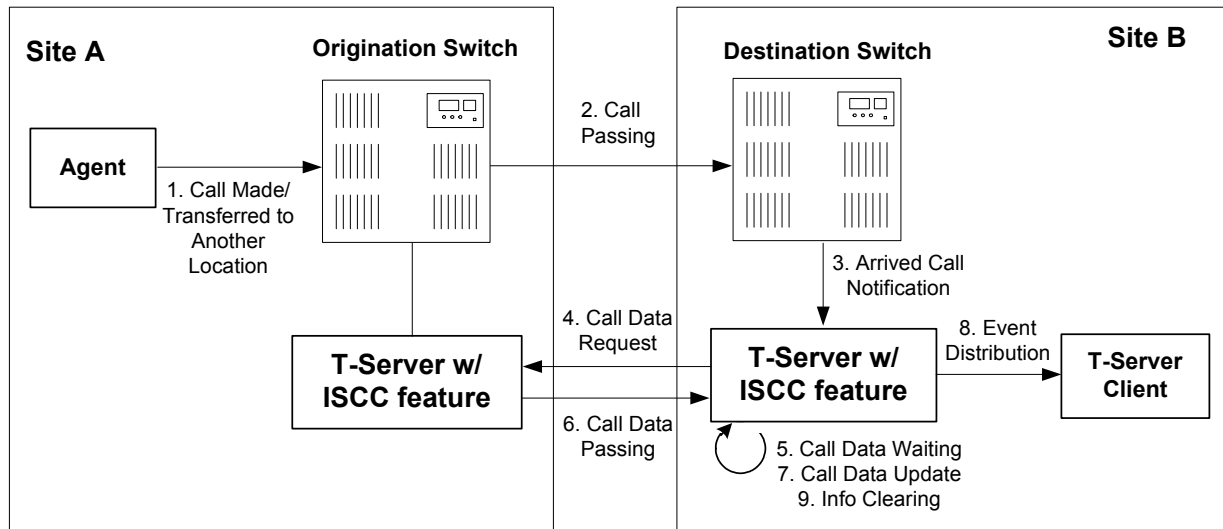 Site A
Origination Switch
Destination Switch
Site B
2. Call
Passing
Agent
1. Call Made/
Transferred to
Another
Location
3. Arrived Call
Notification
4. Call Data
Request
8. Event
Distribution
T-Server w/
ISCC feature
T-Server w/
ISCC feature
T-Server
Client
6. Call Data
Passing
5. Call Data Waiting
7. Call Data Update
9. Info Clearing